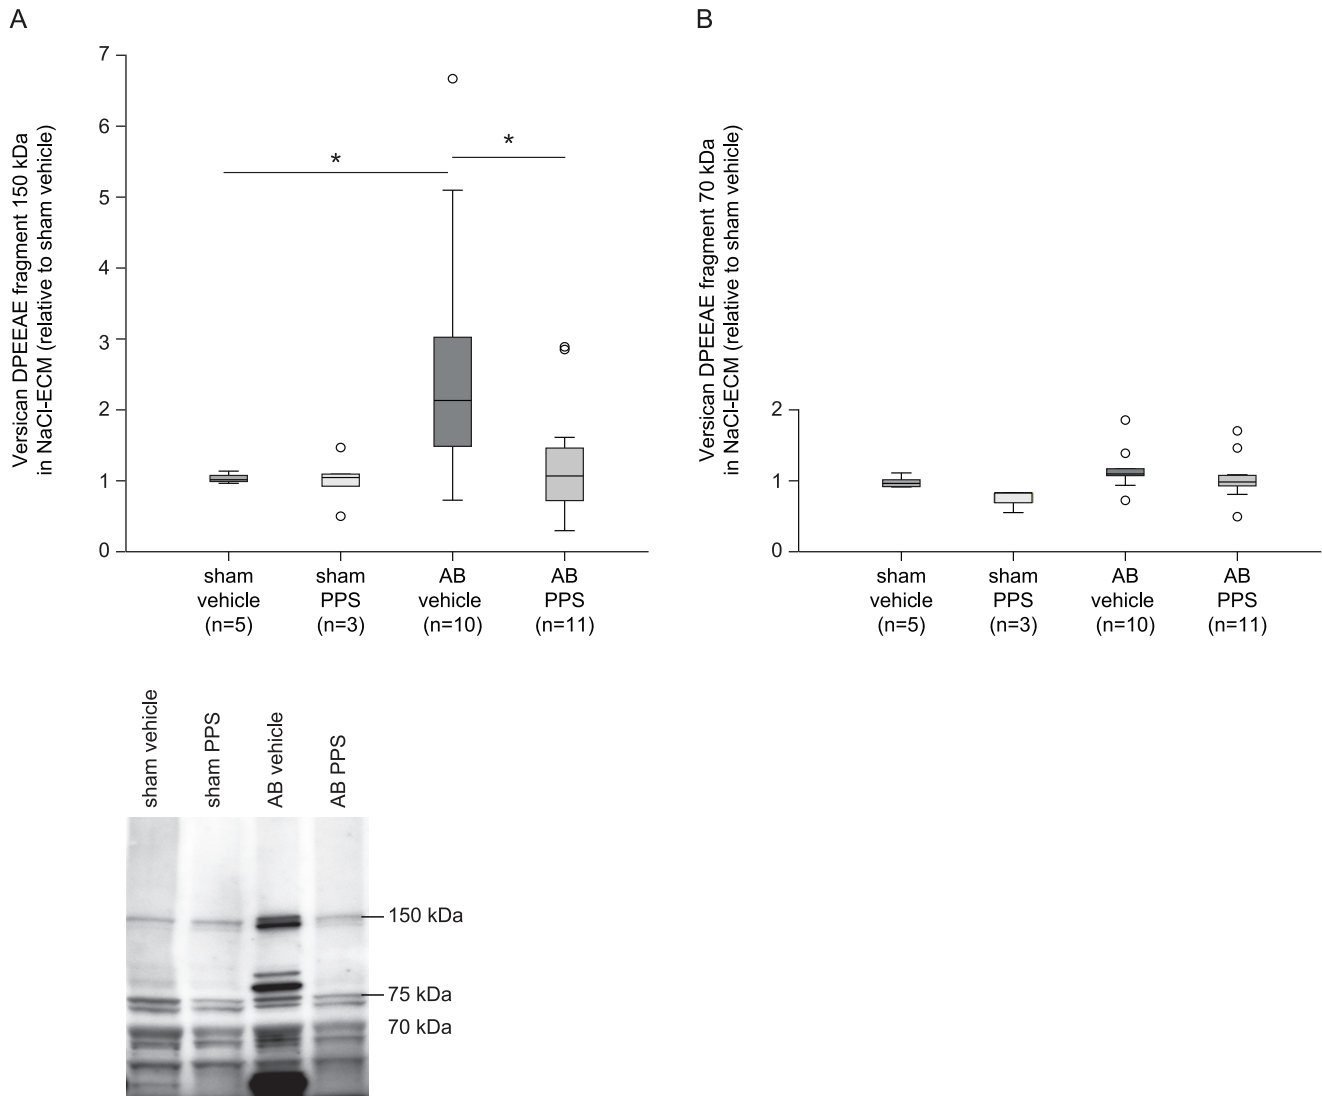 A
Versican DPEEAE fragment 150 kDa
in NaCl-ECM (relative to sham vehicle)
7
6
5
4
3
2
1
0
*
*
sham
vehicle
(n=5)
sham
PPS
(n=3)
AB
vehicle
(n=10)
AB
PPS
(n=11)
B
Versican DPEEAE fragment 70 kDa
in NaCl-ECM (relative to sham vehicle)
2
1
0
sham
vehicle
(n=5)
sham
PPS
(n=3)
AB
vehicle
(n=10)
AB
PPS
(n=11)
sham vehicle
sham PPS
AB vehicle
AB PPS
150 kDa
75 kDa
70 kDa